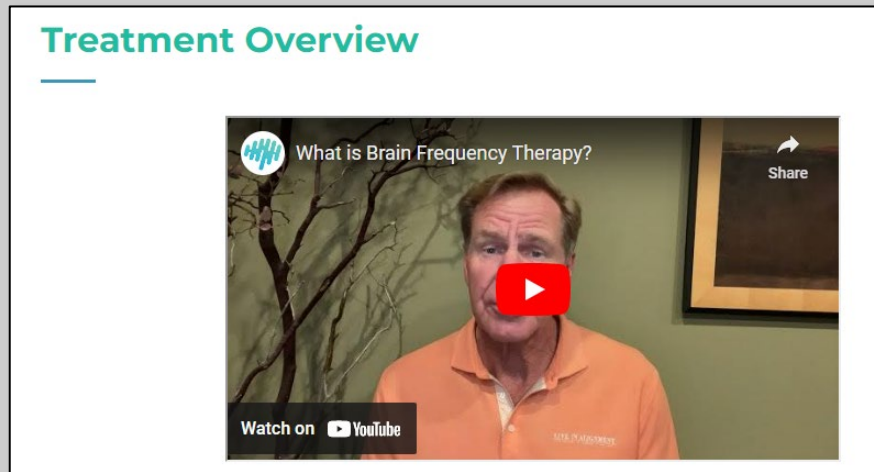 Treatment Overview
What is Brain Frequency Therapy?
Share
Watch on YouTube